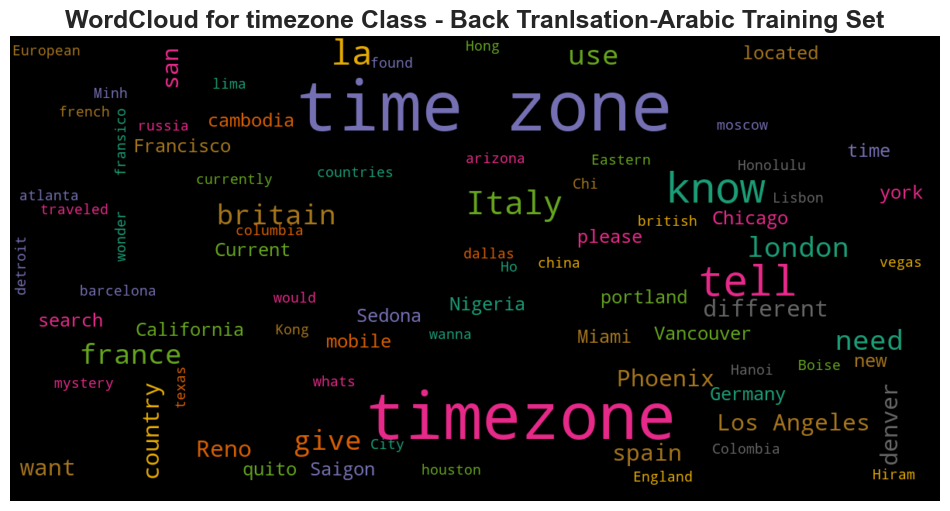 WordCloud for timezone Class - Back Tranlsation-Arabic Training Set
European
san
la
found
Hong
use
located
Minh
lima
time zone
french
fransico
russia
cambodia
moscow
Francisco
time
arizona
Eastern
Honolulu
countries
currently
Chi
know
Lisbon
york
atlanta
traveled
wonder
britain
columbia
Italy
british
Chicago
please
Current
london
detroit
dallas
Ho
china
vegas
barcelona
would
tell
Nigeria
portland
different
search
California
Sedona
Kong
wanna
mobile
Miami
Vancouver
need
france
new
Boise
Hanoi
mystery
texas
whats
Phoenix
Germany
country
timezone
denver
Los Angeles
Reno
give
City
spain
Colombia
want
quito
Saigon
houston
England
Hiram